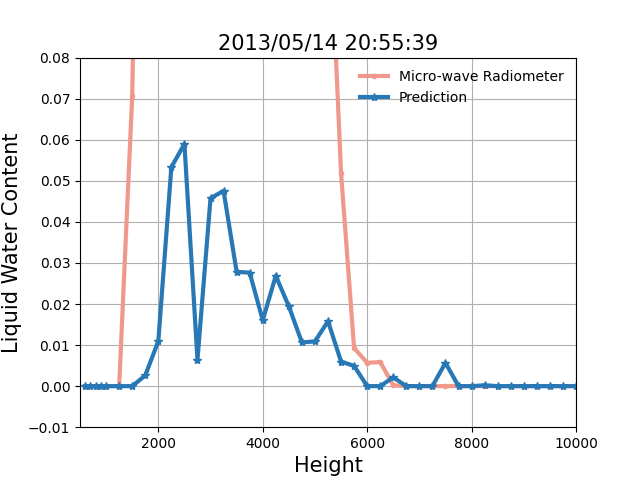 2013/05/14 20:55:39
Micro-wave Radiometer
Prediction
Liquid Water Content
0.08
0.07
0.06
0.05
0.04
0.03
0.02
0.01
0.00
−0.01
2000 4000 6000 8000 10000
Height